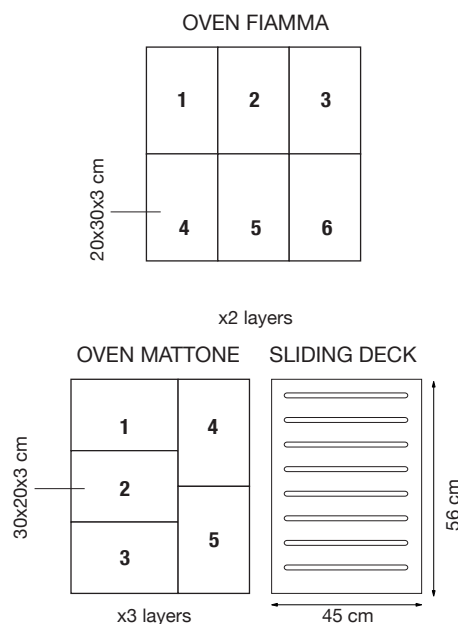 OVEN FIAMMA
1 2 3
20x30x3 cm
4 5 6
x2 layers
OVEN MATTONE
SLIDING DECK
1
4
30x20x3 cm
2
5
3
56 cm
x3 layers
45 cm